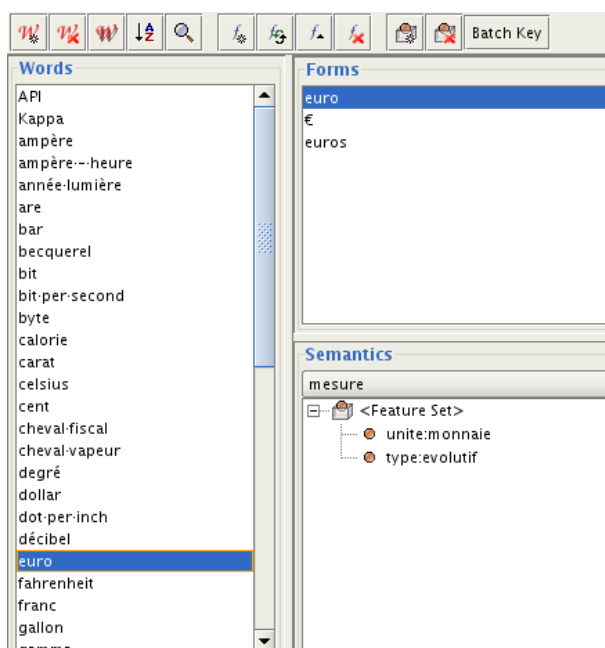 Batch Key
Words
API
Kappa
ampère
ampère·-·heure
année·lumière
are
bar
becquerel
bit
bit·per·second
byte
calorie
carat
celsius
cent
cheval·fiscal
cheval·vapeur
degré
dollar
dot·per·inch
décibel
euro
fahrenheit
franc
gallon
Forms
euro
€
euros
Semantics
mesure
<Feature Set>
unite:monnaie
type:evolutif